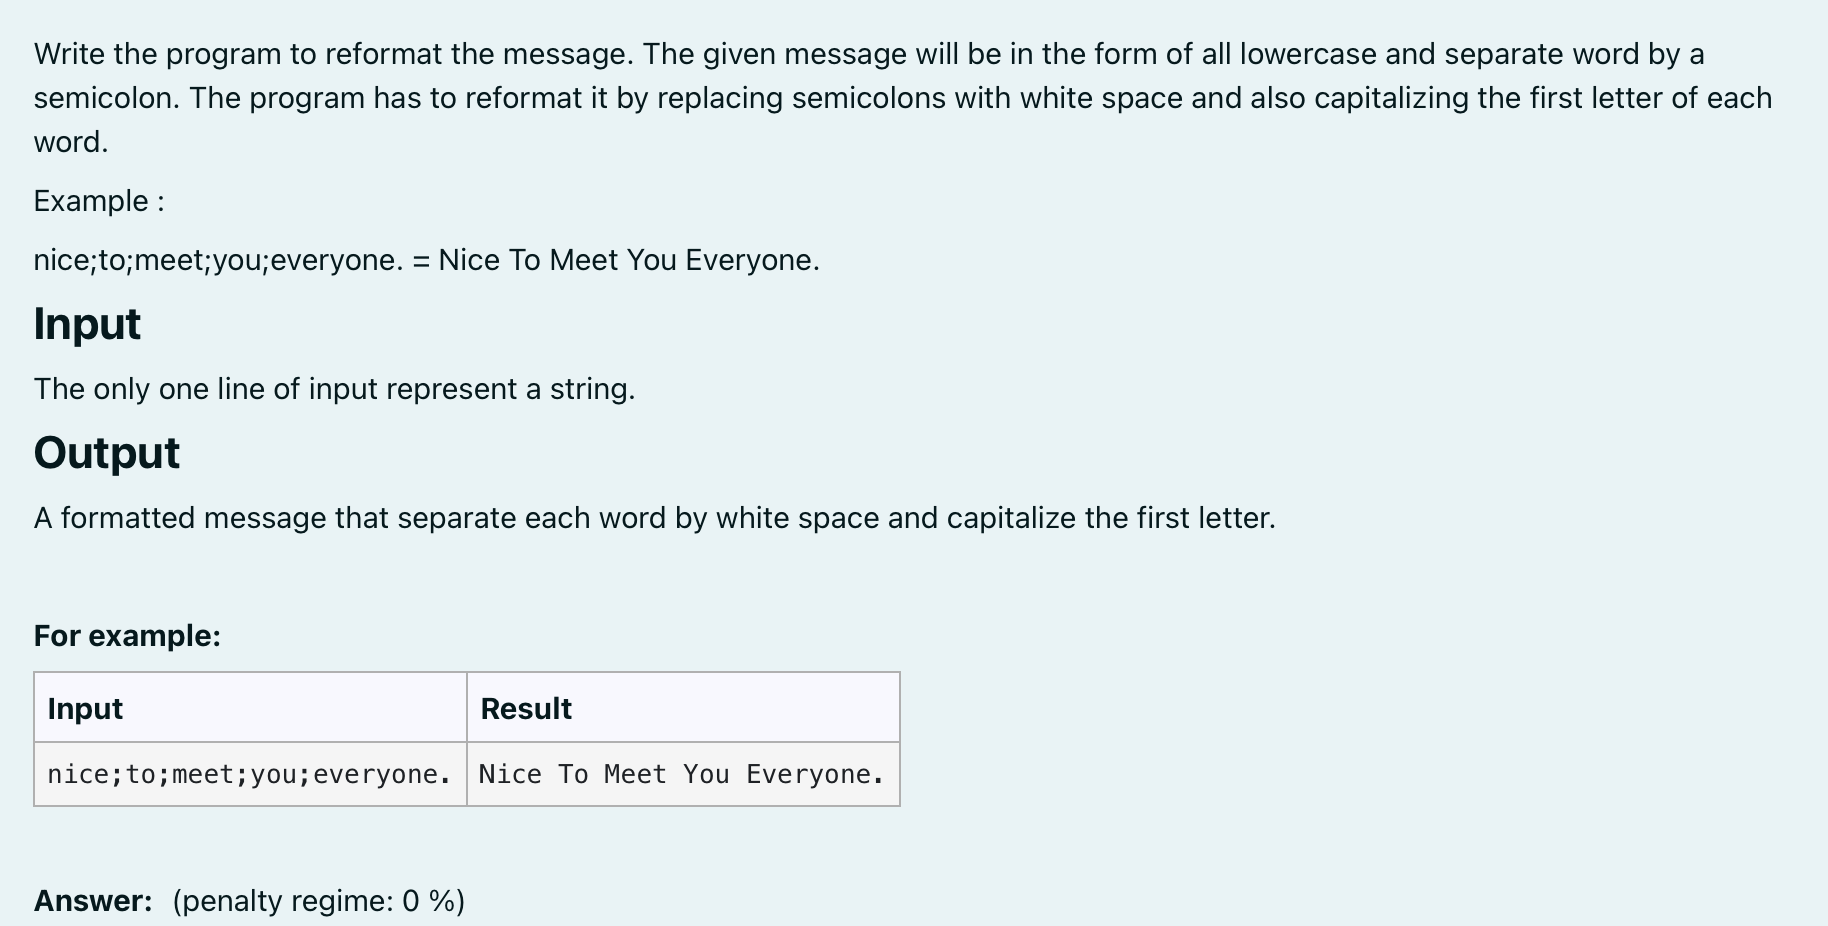 Write the program to reformat the message. The given message will be in the form of all lowercase and separate word by a
semicolon. The program has to reformat it by replacing semicolons with white space and also capitalizing the first letter of each
word.
Example :
nice;to;meet;you;everyone. = Nice To Meet You Everyone.
Input
The only one line of input represent a string.
Output
A formatted message that separate each word by white space and capitalize the first letter.
For example:
Input Result
nice;to;meet;you;everyone. Nice To Meet You Everyone.
Answer: (penalty regime: 0 %)